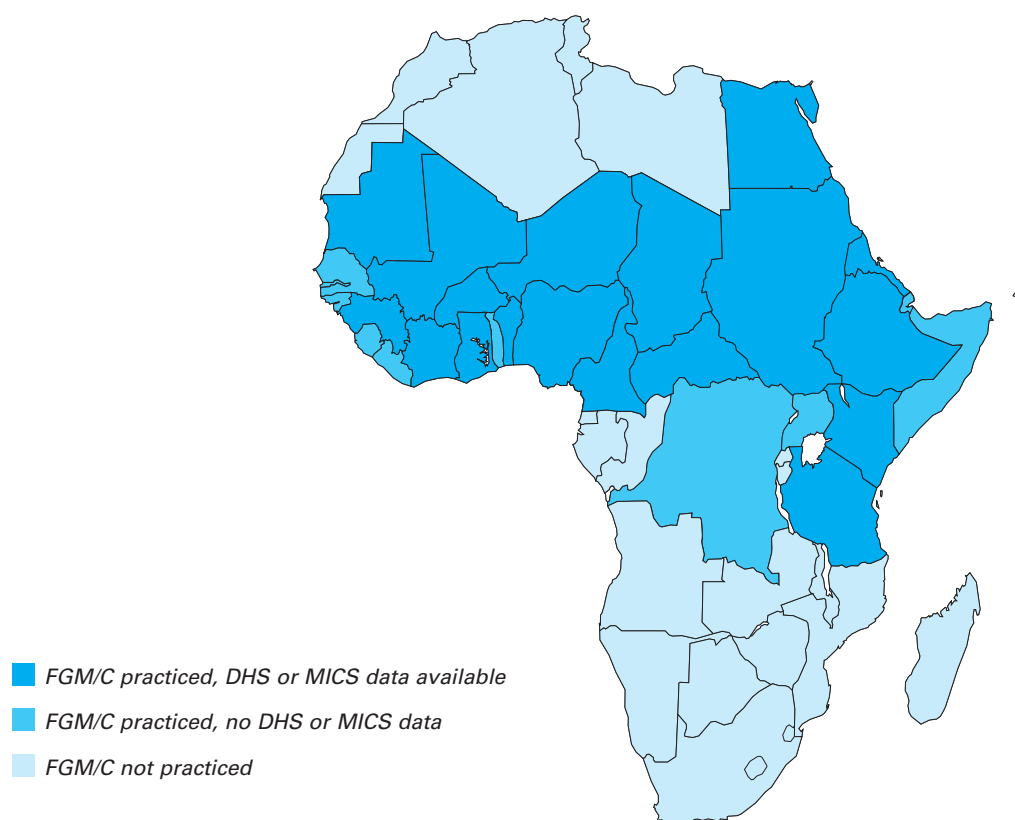 FGM/C practiced, DHS or MICS data available
FGM/C practiced, no DHS or MICS data
FGM/C not practiced